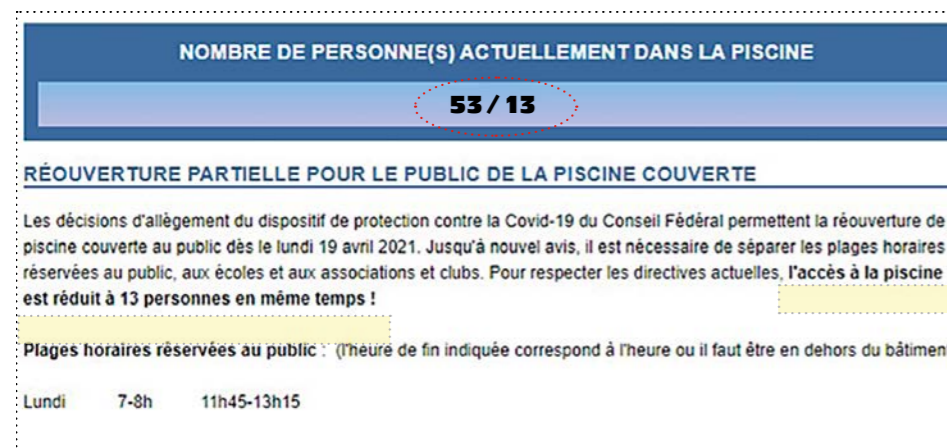 NOMBRE DE PERSONNE(S) ACTUELLEMENT DANS LA PISCINE
53 / 13
RÉOUVERTURE PARTIELLE POUR LE PUBLIC DE LA PISCINE COUVERTE
Les décisions d'allègement du dispositif de protection contre la Covid-19 du Conseil Fédéral permettent la réouverture de
piscine couverte au public dès le lundi 19 avril 2021. Jusqu'à nouvel avis, il est nécessaire de séparer les plages horaires
réservées au public, aux écoles et aux associations et clubs. Pour respecter les directives actuelles, l'accès à la piscine
est réduit à 13 personnes en même temps !
Plages horaires réservées au public : (l'heure de fin indiquée correspond à l'heure ou il faut être en dehors du bâtimen
Lundi 7-8h 11h45-13h15